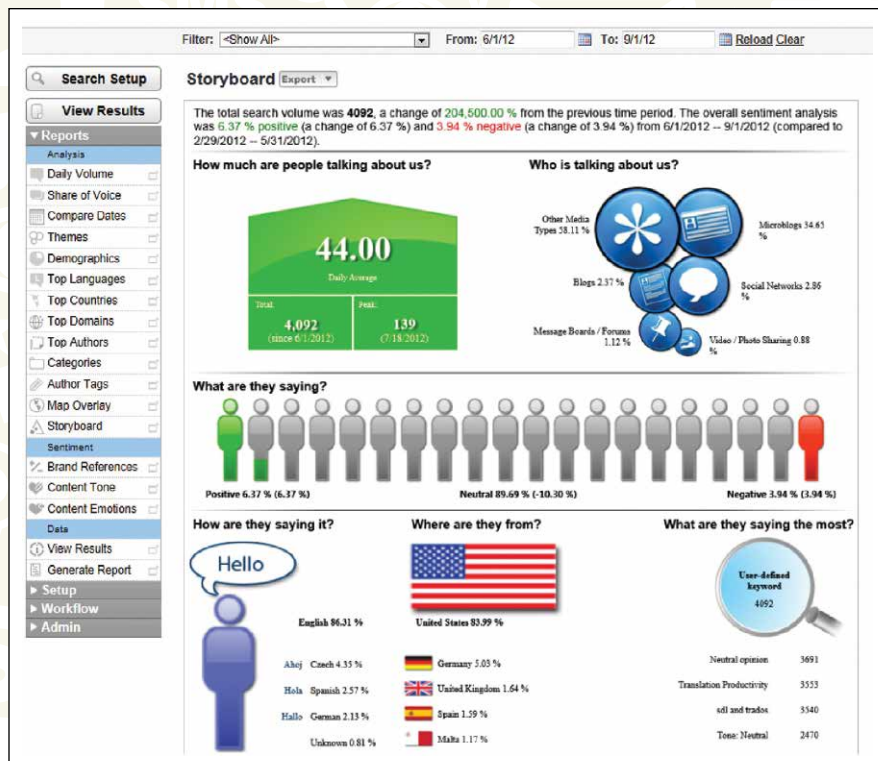 Filter: <Show All> From: 6/1/12 To: 9/1/12 Reload Clear
Search Setup
View Results
Reports
Analysis
Daily Volume
Share of Voice
Compare Dates
Themes
Demographics
Top Languages
Top Countries
Top Domains
Top Authors
Categories
Author Tags
Map Overlay
Storyboard
Sentiment
Brand References
Content Tone
Content Emotions
Data
View Results
Generate Report
Setup
Workflow
Admin
Storyboard Export
The total search volume was 4092, a change of 204,500.00 % from the previous time period. The overall sentiment analysis
was 6.37 % positive (a change of 6.37 %) and 3.94 % negative (a change of 3.94 %) from 6/1/2012 -- 9/1/2012 (compared to
2/29/2012 -- 5/31/2012).
How much are people talking about us?
44.00
Daily Average
Total:
4,092
(since 6/1/2012)
Peak:
139
(7/18/2012)
Who is talking about us?
Other Media
Types 58.11 %
Microblogs 34.65
%
Blogs 2.37 %
Social Networks 2.86
%
Message Boards / Forums
1.12 %
Video / Photo Sharing 0.88
%
What are they saying?
Positive 6.37 % (6.37 %)
Neutral 89.69 % (-10.30 %)
Negative 3.94 % (3.94 %)
How are they saying it?
Hello
English 86.31 %
Ahoj Czech 4.35 %
Hola Spanish 2.57 %
Hallo German 2.15 %
Unknown 0.81 %
Where are they from?
United States 83.99 %
Germany 5.03 %
United Kingdom 1.64 %
Spain 1.59 %
Malta 1.17 %
What are they saying the most?
User-defined
keyword
4092
Neutral opinion 3691
Translation Productivity 3553
sdl and trados 3540
Tone: Neutral 2470